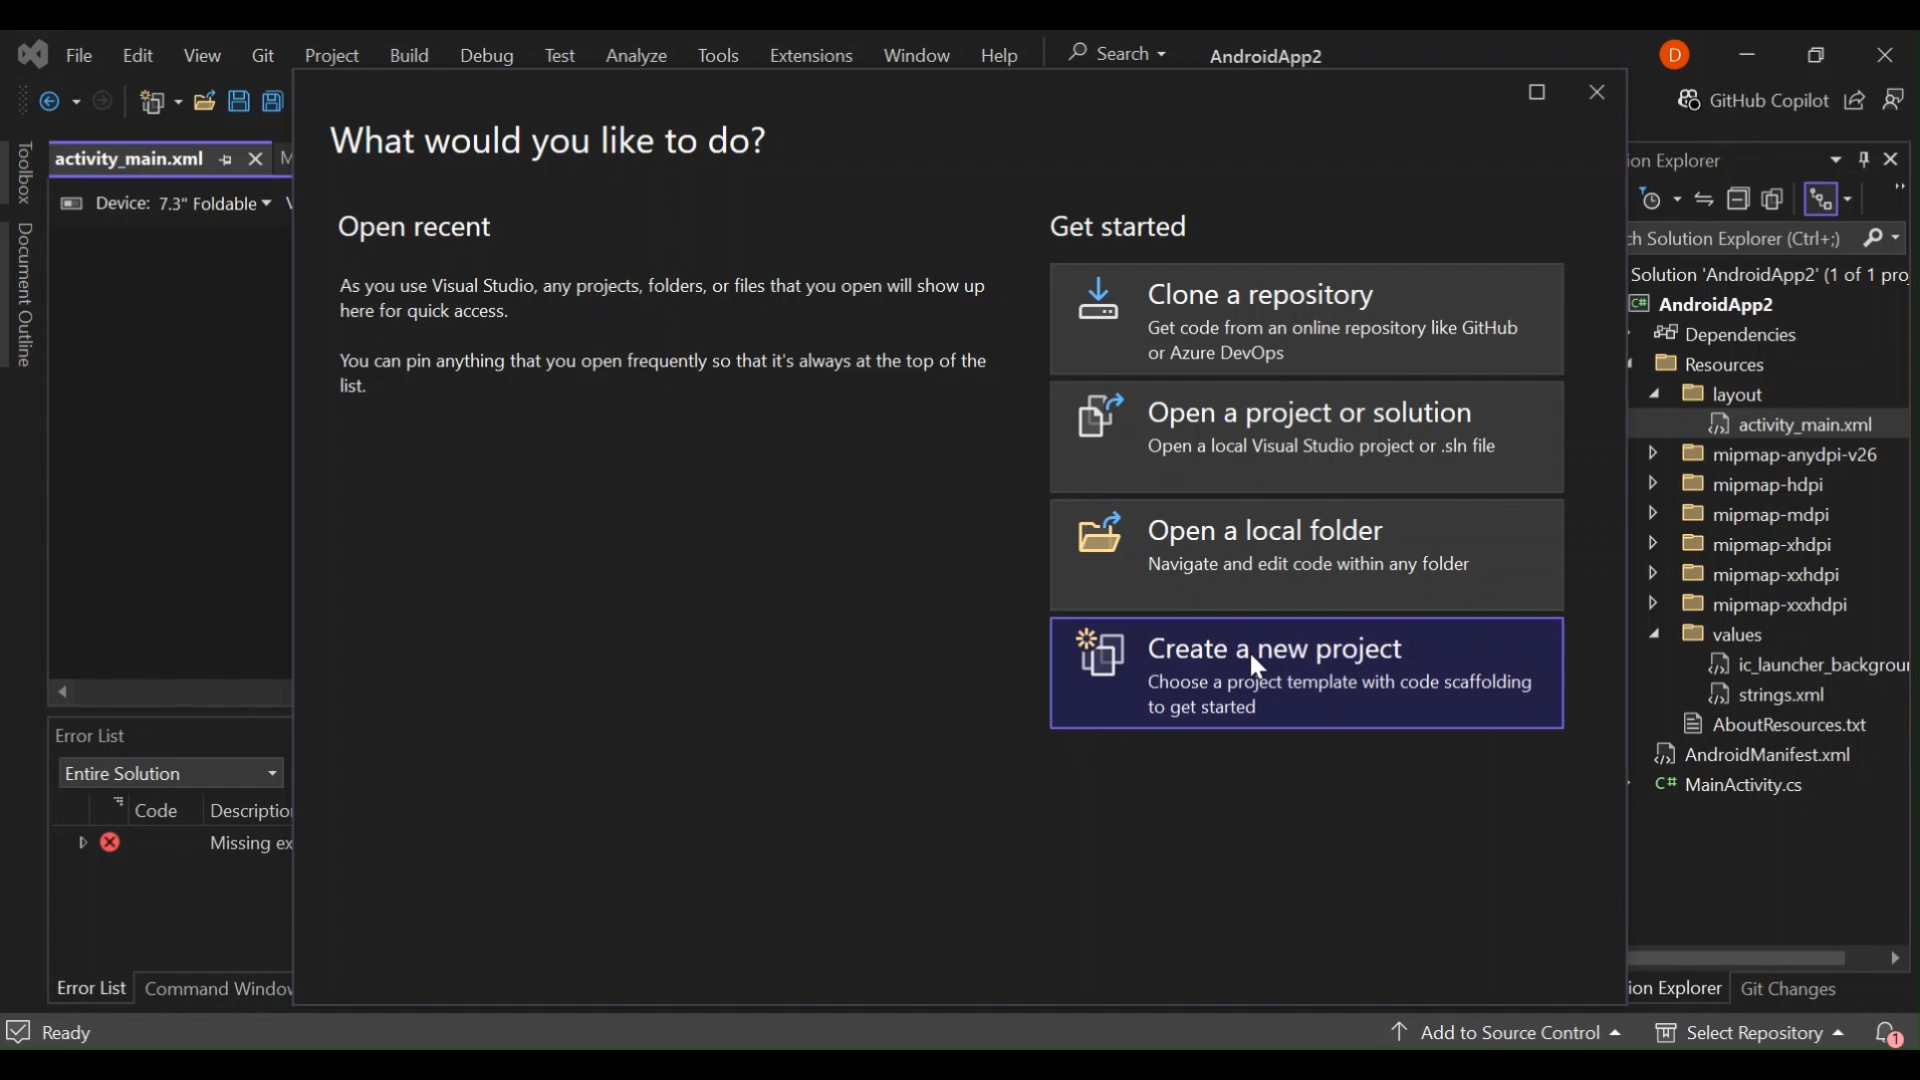 File Edit View Git Project Build Debug Test Analyze Tools Extensions Window Help Search AndroidApp2 D
GitHub Copilot
What would you like to do?
Toolbox
Document Outline
activity_main.xml
Device: 7.3" Foldable
Open recent
As you use Visual Studio, any projects, folders, or files that you open will show up
here for quick access.
You can pin anything that you open frequently so that it's always at the top of the
list.
Get started
Clone a repository
Get code from an online repository like GitHub
or Azure DevOps
Open a project or solution
Open a local Visual Studio project or .sln file
Open a local folder
Navigate and edit code within any folder
Create a new project
Choose a project template with code scaffolding
to get started
ion Explorer
ch Solution Explorer (Ctrl+;)
Solution 'AndroidApp2' (1 of 1 proj
C# AndroidApp2
Dependencies
Resources
layout
activity_main.xml
mipmap-anydpi-v26
mipmap-hdpi
mipmap-mdpi
mipmap-xhdpi
mipmap-xxhdpi
mipmap-xxxhdpi
values
ic_launcher_backgrou
strings.xml
AboutResources.txt
AndroidManifest.xml
C# MainActivity.cs
Error List
Entire Solution
Code Descriptio
Missing ex
Error List Command Windo
ion Explorer Git Changes
Ready Add to Source Control Select Repository 1